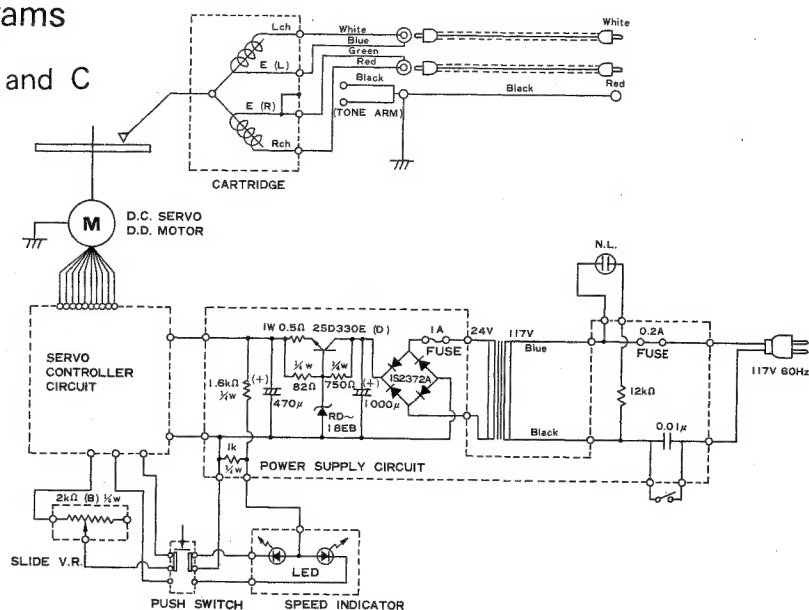 rams
and C
Lch
White
Blue
E (L)
Green
Red
White
Black
Black
Red
E (R)
(TONE ARM)
Rch
CARTRIDGE
M
D.C. SERVO
D.D. MOTOR
N.L.
1W 0.5Ω 2SD330E (D)
1A
FUSE
24V
117V
Blue
0.2A
FUSE
117V 60Hz
SERVO
CONTROLLER
CIRCUIT
1.6kΩ
¼w
(+)
470μ
¼w
82Ω
¼w
750Ω
(+)
1000μ
1S2372A
RD~
18EB
12kΩ
1k
¼w
Black
0.01μ
POWER SUPPLY CIRCUIT
2kΩ (B) ¼w
SLIDE V.R.
LED
PUSH SWITCH
SPEED INDICATOR